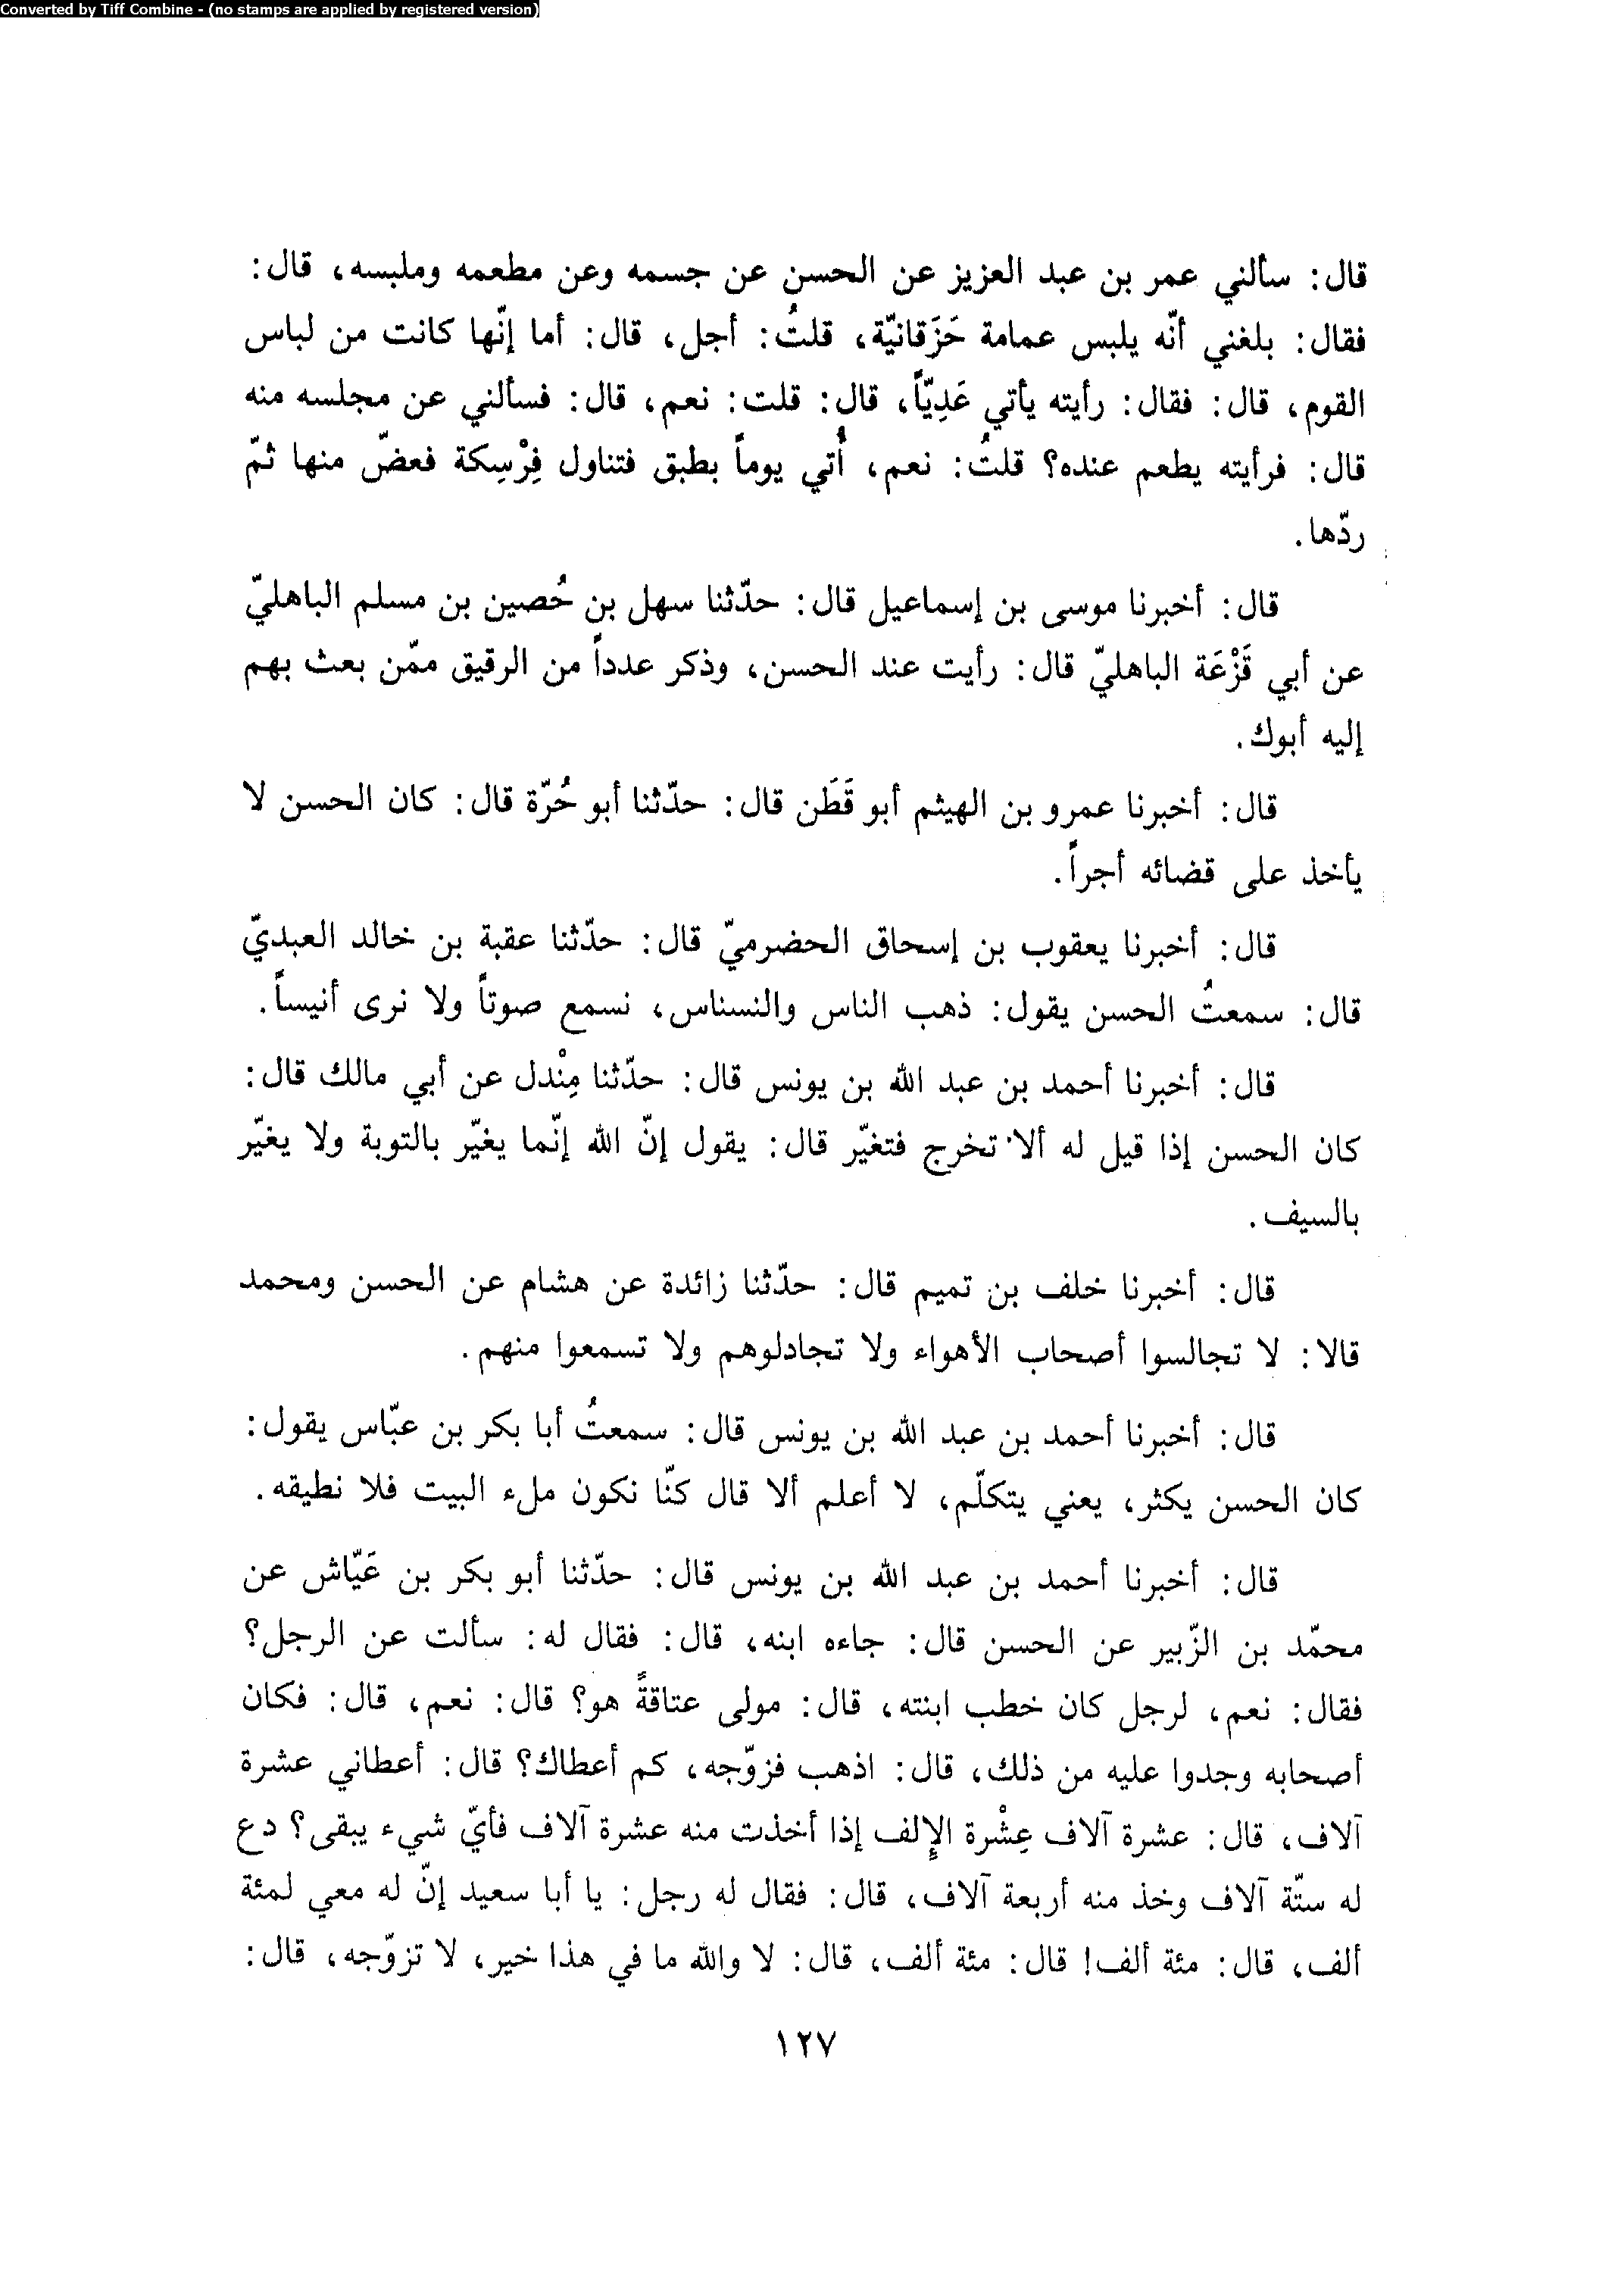 Converted by Tiff Combine - (no stamps are applied by registered version)
قال: سألني عمر بن عبد العزيز عن الحسن عن جسمه وعن مطعمه وملبسه، قال:
فقال: بلغني أنّه يلبس عمامة حَزَقانيّة، قلتُ: أجل، قال: أما إنّها كانت من لباس
القوم، قال: فقال: رأيته يأتي عَدِيّاً، قال: قلت: نعم، قال: فسألني عن مجلسه منه
قال: فرأيته يطعم عنده؟ قلتُ: نعم، أُتي يوماً بطبق فتناول فِرْسِكة فعضّ منها ثمّ
ردّها.
قال: أخبرنا موسى بن إسماعيل قال: حدّثنا سهل بن حُصين بن مسلم الباهليّ
عن أبي قَزْعَة الباهليّ قال: رأيت عند الحسن، وذكر عدداً من الرقيق ممّن بعث بهم
إليه أبوك.
قال: أخبرنا عمرو بن الهيثم أبو قَطَن قال: حدّثنا أبو حُرّة قال: كان الحسن لا
يأخذ على قضائه أجراً.
قال: أخبرنا يعقوب بن إسحاق الحضرميّ قال: حدّثنا عقبة بن خالد العبديّ
قال: سمعتُ الحسن يقول: ذهب الناس والنسناس، نسمع صوتاً ولا نرى أنيساً.
قال: أخبرنا أحمد بن عبد الله بن يونس قال: حدّثنا مِنْدل عن أبي مالك قال:
كان الحسن إذا قيل له ألا تخرج فتغيّر قال: يقول إنّ الله إنّما يغيّر بالتوبة ولا يغيّر
بالسيف.
قال: أخبرنا خلف بن تميم قال: حدّثنا زائدة عن هشام عن الحسن ومحمد
قالا: لا تجالسوا أصحاب الأهواء ولا تجادلوهم ولا تسمعوا منهم.
قال: أخبرنا أحمد بن عبد الله بن يونس قال: سمعتُ أبا بكر بن عبّاس يقول:
كان الحسن يكثر، يعني يتكلّم، لا أعلم ألا قال كنّا نكون ملء البيت فلا نطيقه.
قال: أخبرنا أحمد بن عبد الله بن يونس قال: حدّثنا أبو بكر بن عَيّاش عن
محمّد بن الزّبير عن الحسن قال: جاءه ابنه، قال: فقال له: سألت عن الرجل؟
فقال: نعم، لرجل كان خطب ابنته، قال: مولى عتاقةً هو؟ قال: نعم، قال: فكان
أصحابه وجدوا عليه من ذلك، قال: اذهب فزوّجه، كم أعطاك؟ قال: أعطاني عشرة
آلاف، قال: عشرة آلاف عِشْرة الإِلف إذا أخذت منه عشرة آلاف فأيّ شيء يبقى؟ دع
له ستّة آلاف وخذ منه أربعة آلاف، قال: فقال له رجل: يا أبا سعيد إنّ له معي لمئة
ألف، قال: مئة ألف! قال: مئة ألف، قال: لا والله ما في هذا خير، لا تزوّجه، قال:
١٢٧